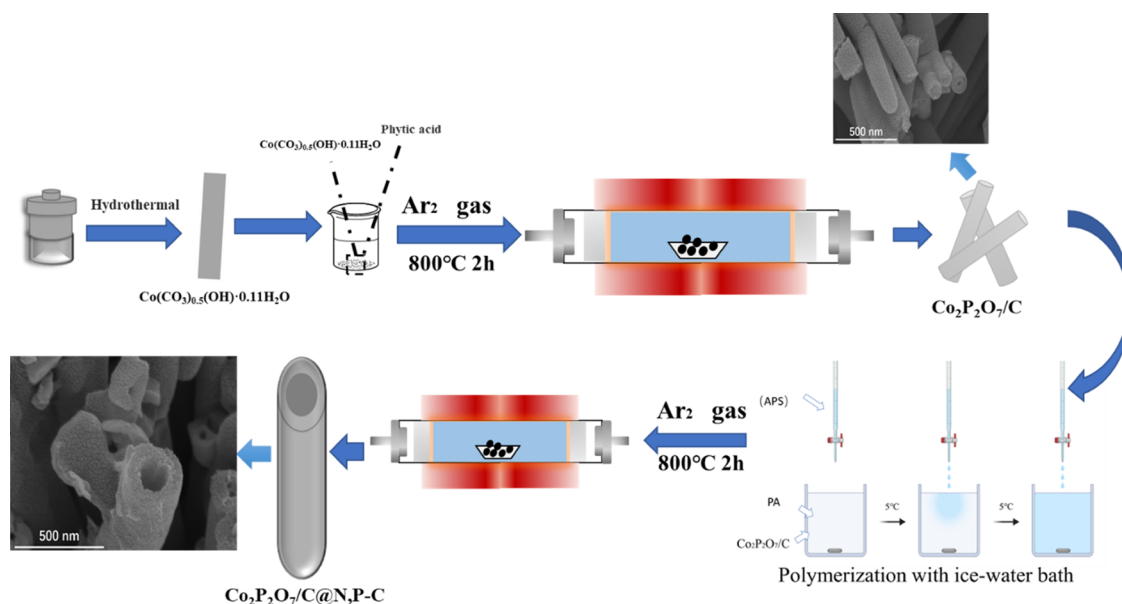 500 nm
Phytic acid
Co(CO₃)₀.₅(OH)·0.11H₂O
Hydrothermal
Ar₂ gas
800℃ 2h
Co(CO₃)₀.₅(OH)·0.11H₂O
Co₂P₂O₇/C
(APS)
Ar₂ gas
800℃ 2h
500 nm
PA
5℃
5℃
Co₂P₂O₇/C
Polymerization with ice-water bath
Co₂P₂O₇/C@N,P-C